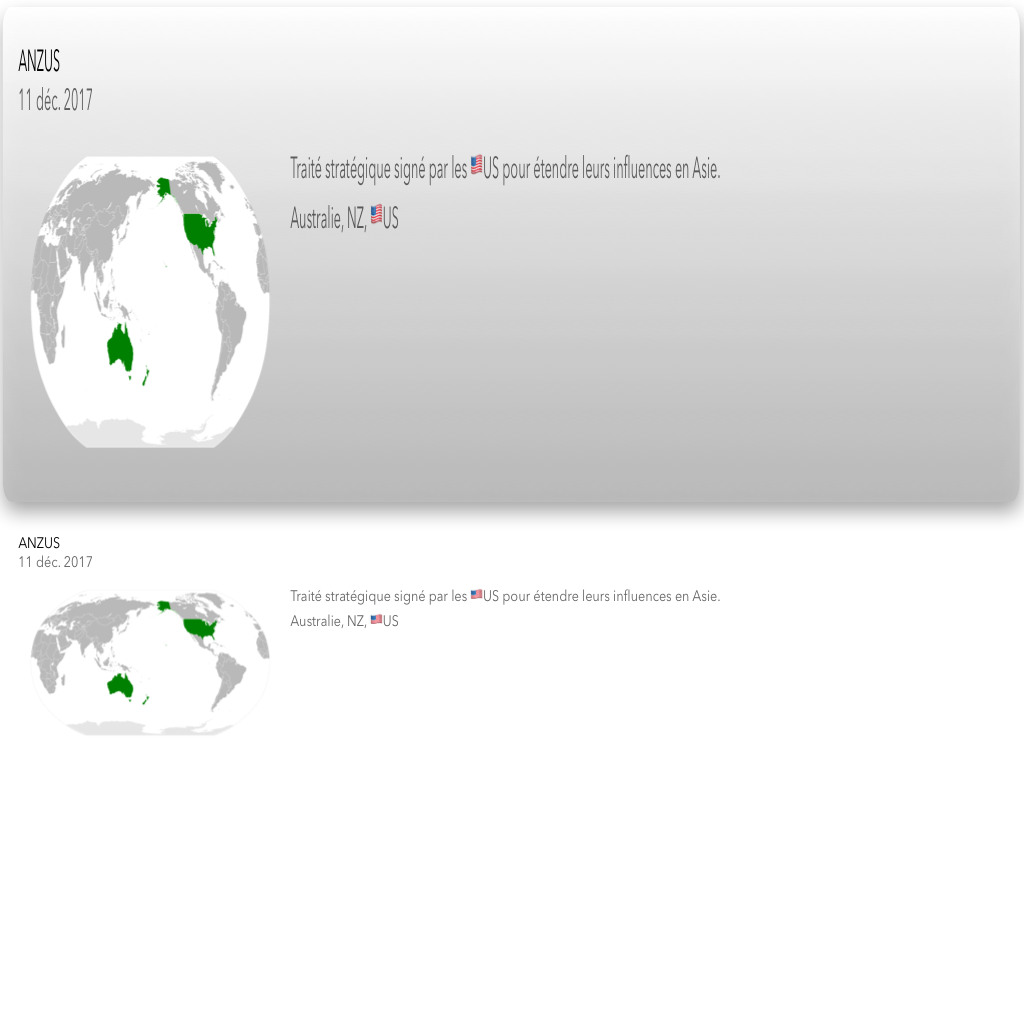 ANZUS
11 déc. 2017
Traité stratégique signé par les 🇺🇸US pour étendre leurs influences en Asie.
Australie, NZ, 🇺🇸US
ANZUS
11 déc. 2017
Traité stratégique signé par les 🇺🇸US pour étendre leurs influences en Asie.
Australie, NZ, 🇺🇸US